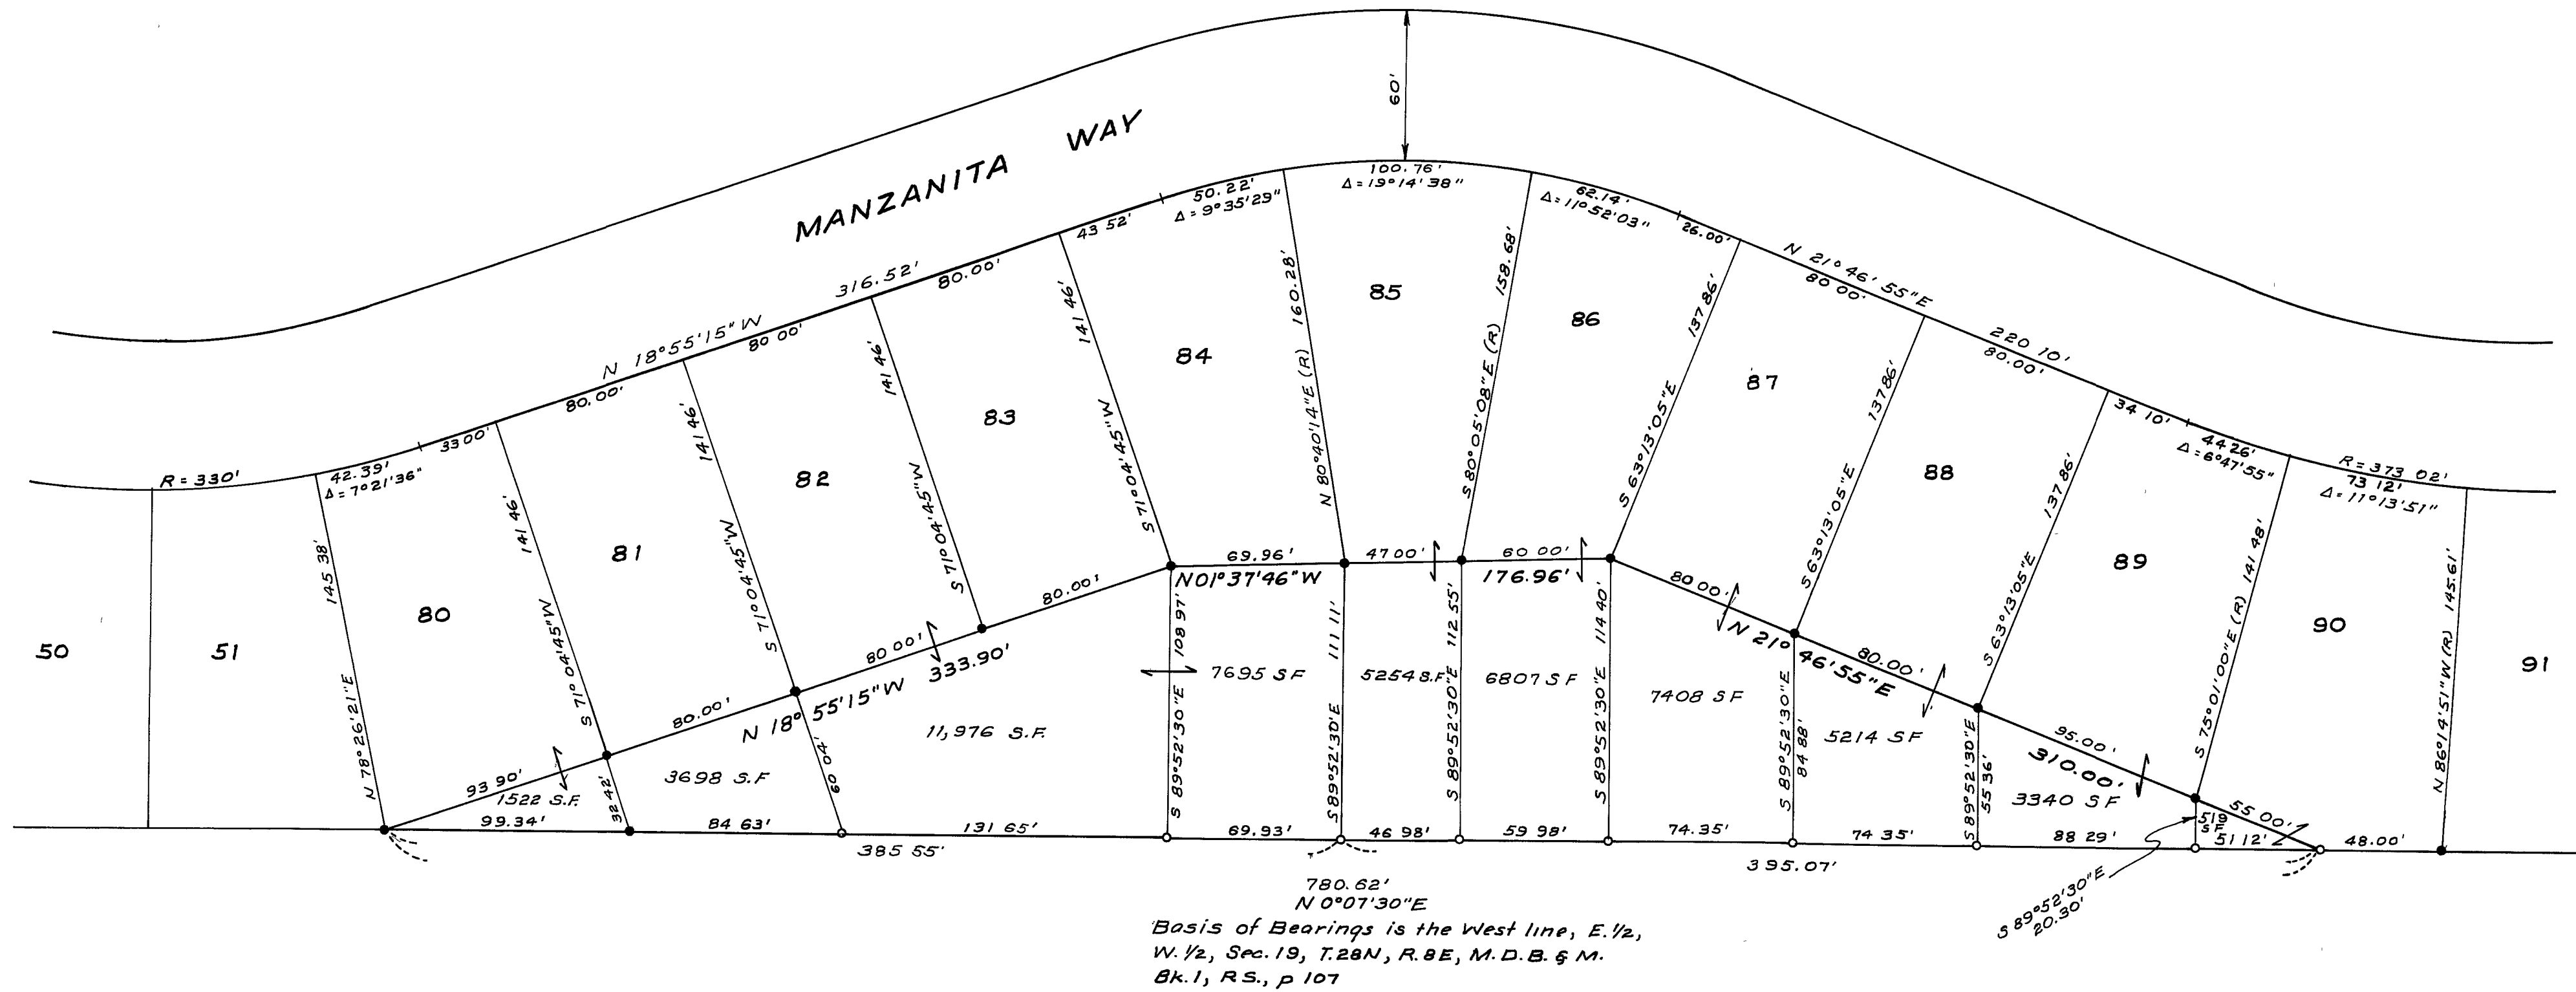 60'
MANZANITA WAY
100.76'
Δ = 19°14'38"
50.22'
Δ = 9°35'29"
62.14'
Δ = 11°52'03"
43 52'
26.00'
316.52'
80.00'
N 18°55'15" W
80 00'
80.00'
33 00'
42.39'
Δ = 7°21'36"
R = 330'
N 21°46'55"E
80 00'
220 10'
80.00'
34 10'
44 26'
Δ = 6°47'55"
R = 373 02'
73 12'
Δ = 11°13'51"
50
51
80
81
82
83
84
85
86
87
88
89
90
91
N 78°26'21"E 145 38'
S 71°04'45"W 141 46'
S 71°04'45"W 141 46'
S 71°04'45"W 141 46'
S 71°04'45"W 141 46'
N 80°40'14"E (R) 160.28'
S 80°05'08"E (R) 158.68'
S 63°13'05"E 137 86'
S 63°13'05"E 137 86'
S 63°13'05"E 137 86'
S 75°01'00"E (R) 141 48'
N 86°14'51"W (R) 145.61'
69.96'
47 00'
60 00'
N 01°37'46" W
176.96'
93 90'
80.00'
80 00'
80.00'
N 18° 55'15" W 333.90'
80 00'
80.00'
95.00'
55 00'
N 21° 46'55"E
310.00'
1522 S.F.
3698 S.F
11,976 S.F.
7695 SF
5254 S.F
6807 SF
7408 SF
5214 SF
3340 SF
519
SF
32 42'
60 04'
S 89°52'30"E 108 97'
S 89°52'30"E 111 11'
S 89°52'30"E 112 55'
S 89°52'30"E 114 40'
S 89°52'30"E
84 88'
S 89°52'30"E
55 36'
S 89°52'30"E
20.30'
99.34'
84 63'
131 65'
69.93'
46 98'
59 98'
74.35'
74 35'
88 29'
51 12'
48.00'
385 55'
395.07'
780.62'
N 0°07'30"E
Basis of Bearings is the West line, E. 1/2,
W. 1/2, Sec. 19, T.28N, R.8E, M.D.B. & M.
Bk. 1, RS., p 107